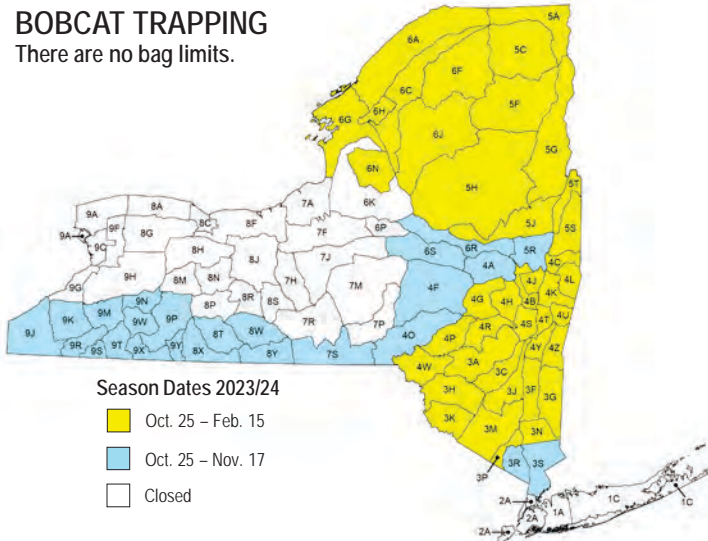 BOBCAT TRAPPING
There are no bag limits.
5A
6A
5C
6F
6C
5F
6H
6G
6J
5G
6N
5H
5T
7A
6K
9A
8A
8C
8F
9F
8G
7F
6P
5J
5S
9A
9C
6S
6R
5R
8H
8J
7J
4A
4C
9H
8M
8N
7H
7M
4F
4J
4L
9G
8R
8S
4G
4H
4B
4K
9N
8P
9M
9P
7R
7P
4R
4S
4T
4U
9J
9K
9W
8T
8W
4O
4P
4Y
4Z
9R
9S
9T
9X
9Y
8X
8Y
7S
4W
3A
3C
3H
3J
3F
3G
3K
3M
3N
3P
3R
3S
2A
2A
2A
1A
1C
1C
Season Dates 2023/24
Oct. 25 – Feb. 15
Oct. 25 – Nov. 17
Closed